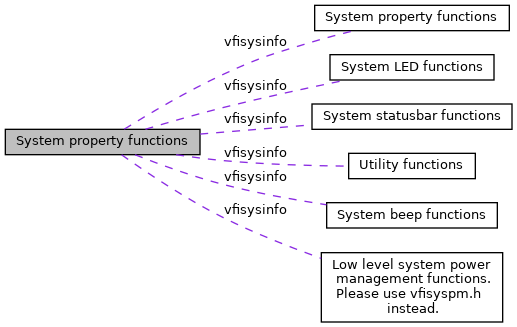 System property functions
vfisysinfo
System LED functions
vfisysinfo
System statusbar functions
vfisysinfo
System property functions
vfisysinfo
Utility functions
vfisysinfo
System beep functions
vfisysinfo
Low level system power
management functions.
Please use vfisyspm.h
instead.